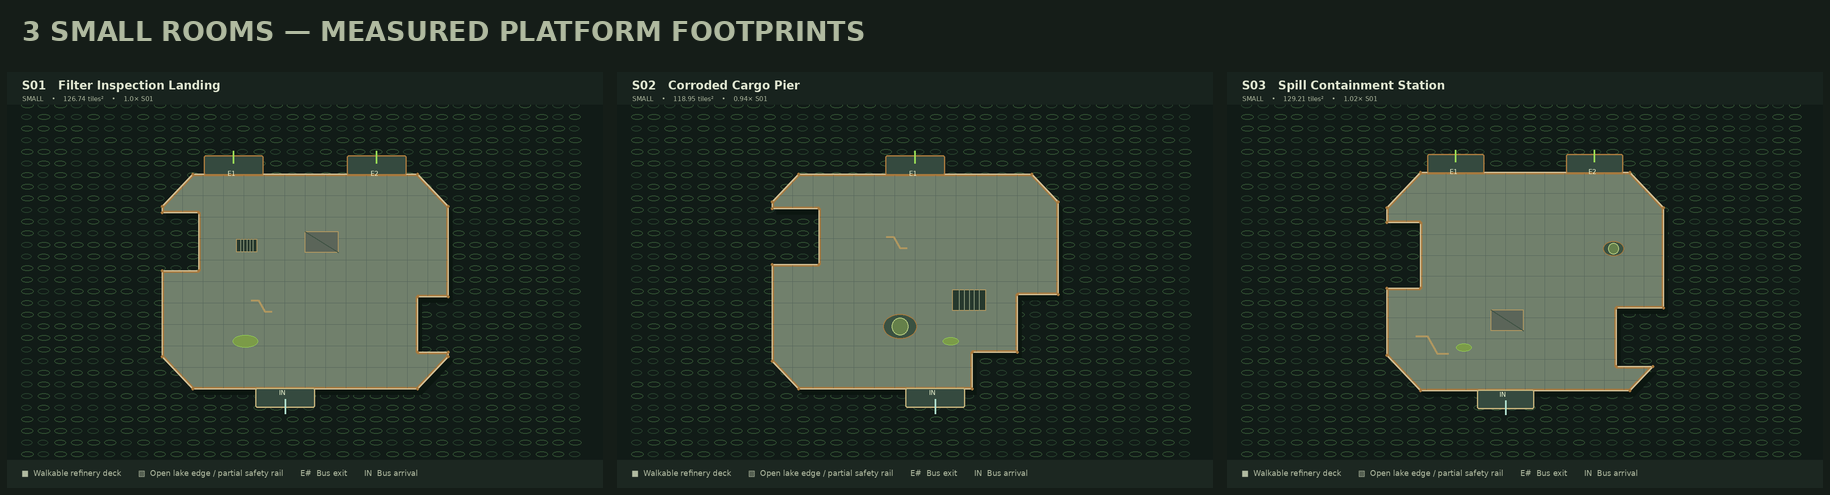 3 SMALL ROOMS — MEASURED PLATFORM FOOTPRINTS
S01 Filter Inspection Landing
SMALL • 126.74 tiles² • 1.0× S01
E1
E2
IN
■ Walkable refinery deck ▧ Open lake edge / partial safety rail E# Bus exit IN Bus arrival
S02 Corroded Cargo Pier
SMALL • 118.95 tiles² • 0.94× S01
E1
IN
■ Walkable refinery deck ▧ Open lake edge / partial safety rail E# Bus exit IN Bus arrival
S03 Spill Containment Station
SMALL • 129.21 tiles² • 1.02× S01
E1
E2
IN
■ Walkable refinery deck ▧ Open lake edge / partial safety rail E# Bus exit IN Bus arrival